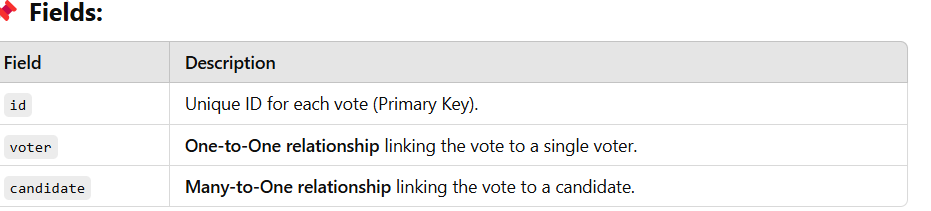 📌 Fields:
Field Description
id Unique ID for each vote (Primary Key).
voter One-to-One relationship linking the vote to a single voter.
candidate Many-to-One relationship linking the vote to a candidate.